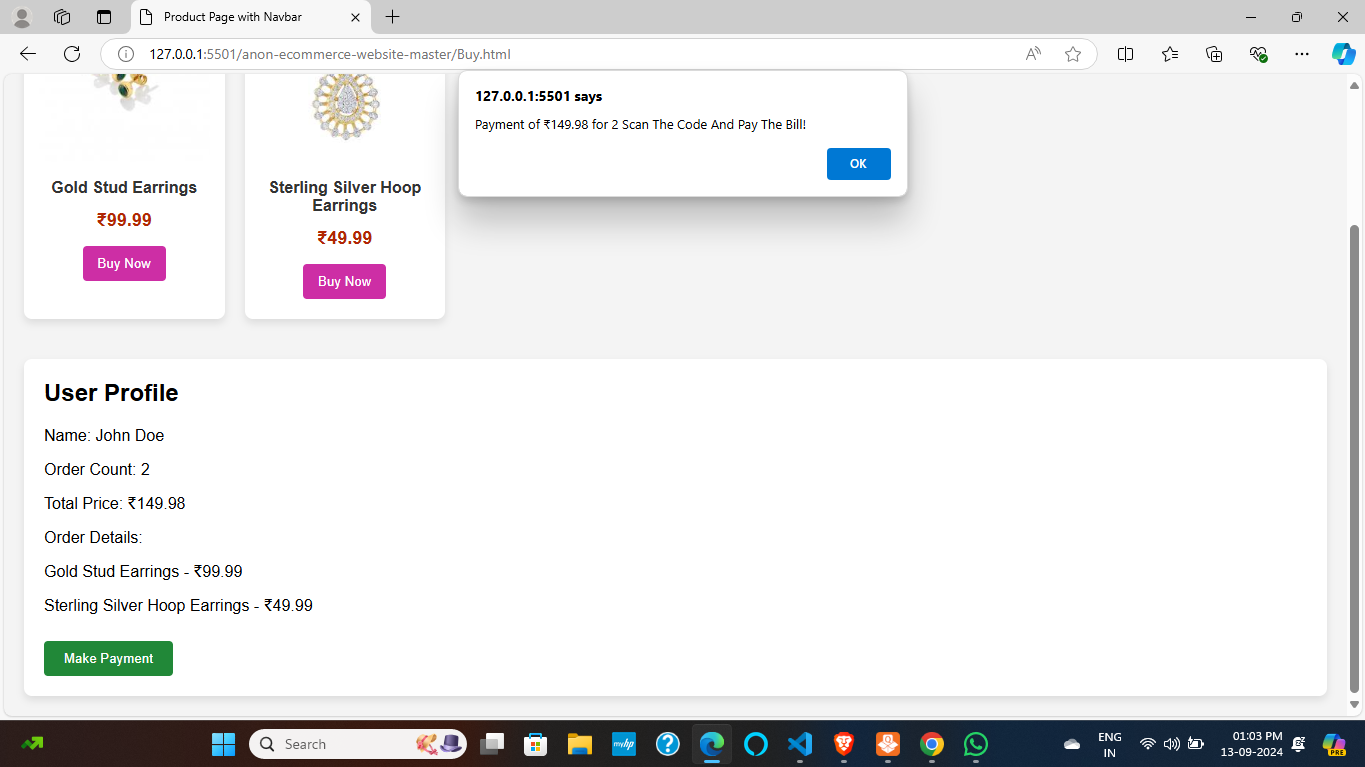 Product Page with Navbar
127.0.0.1:5501/anon-ecommerce-website-master/Buy.html
127.0.0.1:5501 says
Payment of ₹149.98 for 2 Scan The Code And Pay The Bill!
OK
Gold Stud Earrings
₹99.99
Buy Now
Sterling Silver Hoop
Earrings
₹49.99
Buy Now
User Profile
Name: John Doe
Order Count: 2
Total Price: ₹149.98
Order Details:
Gold Stud Earrings - ₹99.99
Sterling Silver Hoop Earrings - ₹49.99
Make Payment
Search
myhp
ENG
IN
01:03 PM
13-09-2024
PRE